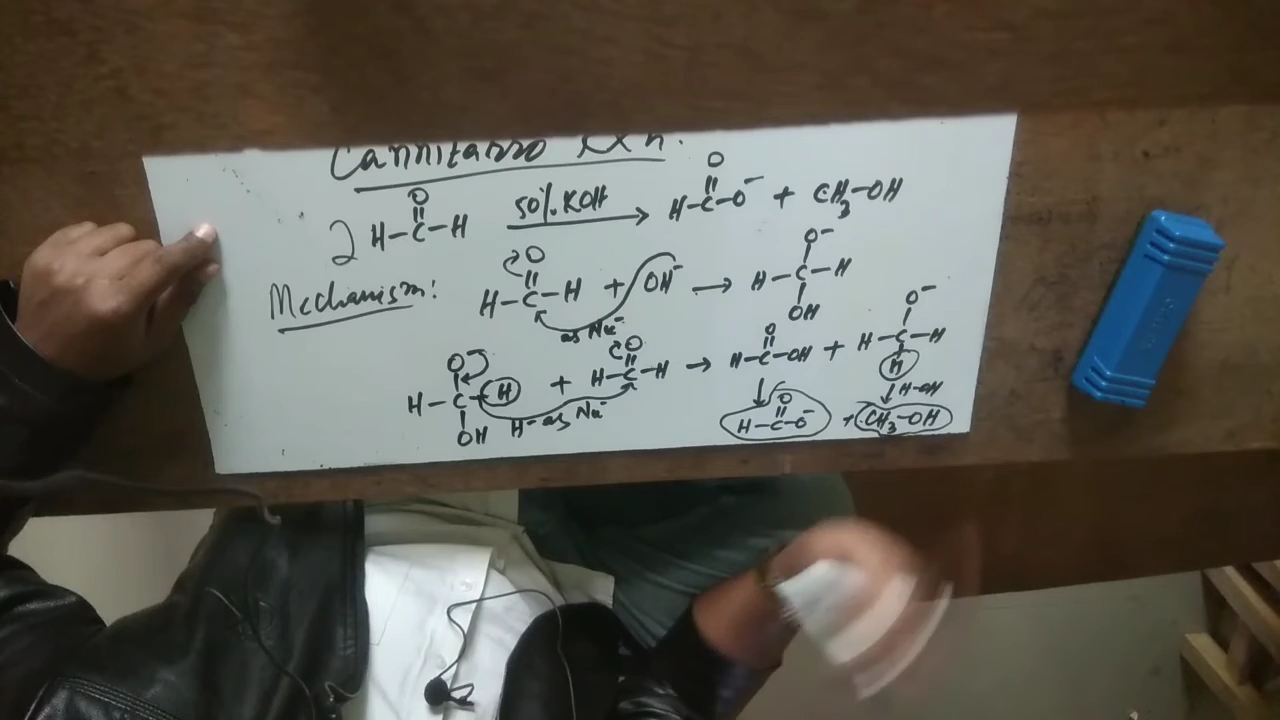 Cannizarro Rxn.
2 H-C(=O)-H 50%.KOH → H-C(=O)-O⁻ + CH₃-OH
Mechanism: H-C(=O)-H + OH⁻ → H-C(O⁻)(OH)-H
as Nu⁻
H-C(O⁻)(OH)-H + H-C(=O)-H → H-C(=O)-OH + H-C(O⁻)(H)-H
H⁻ as Nu⁻
↓ ↓ H-OH
H-C(=O)-O⁻ + CH₃-OH